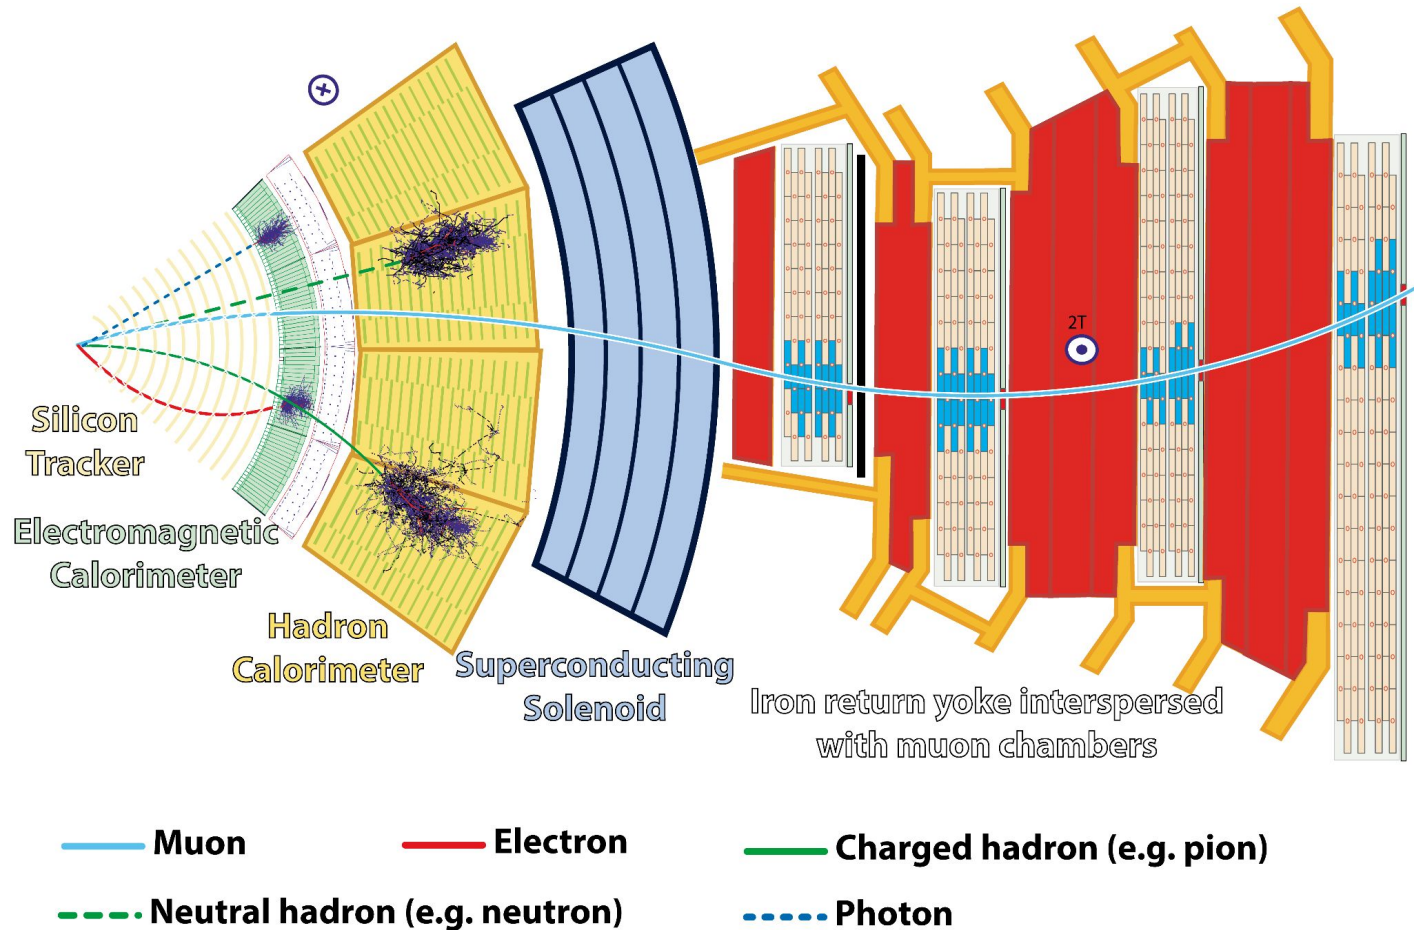 2T
Silicon
Tracker
Electromagnetic
Calorimeter
Hadron
Calorimeter
Superconducting
Solenoid
Iron return yoke interspersed
with muon chambers
Muon
Electron
Charged hadron (e.g. pion)
Neutral hadron (e.g. neutron)
Photon